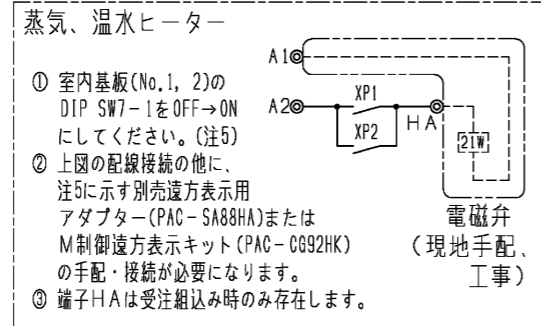 蒸気、温水ヒーター
① 室内基板(No.1, 2)の
DIP SW7-1をOFF→ON
にしてください。(注5)
② 上図の配線接続の他に、
注5に示す別売遠方表示用
アダプター(PAC-SA88HA)または
M制御遠方表示キット(PAC-CG92HK)
の手配・接続が必要になります。
③ 端子HAは受注組込み時のみ存在します。
A1
A2
XP1
XP2
HA
21W
電磁弁
(現地手配、
工事)